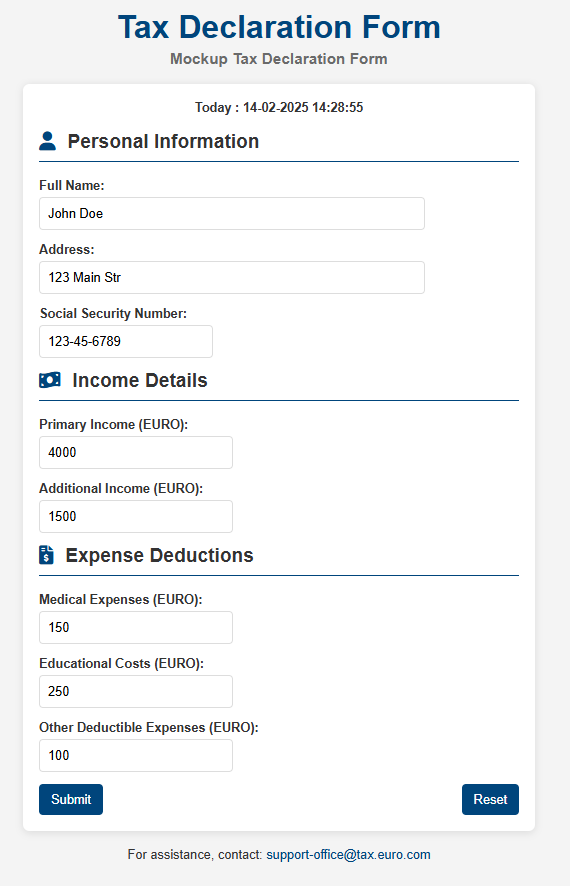 Tax Declaration Form
Mockup Tax Declaration Form
Today : 14-02-2025 14:28:55
Personal Information
Full Name:
John Doe
Address:
123 Main Str
Social Security Number:
123-45-6789
Income Details
Primary Income (EURO):
4000
Additional Income (EURO):
1500
Expense Deductions
Medical Expenses (EURO):
150
Educational Costs (EURO):
250
Other Deductible Expenses (EURO):
100
Submit Reset
For assistance, contact: support-office@tax.euro.com